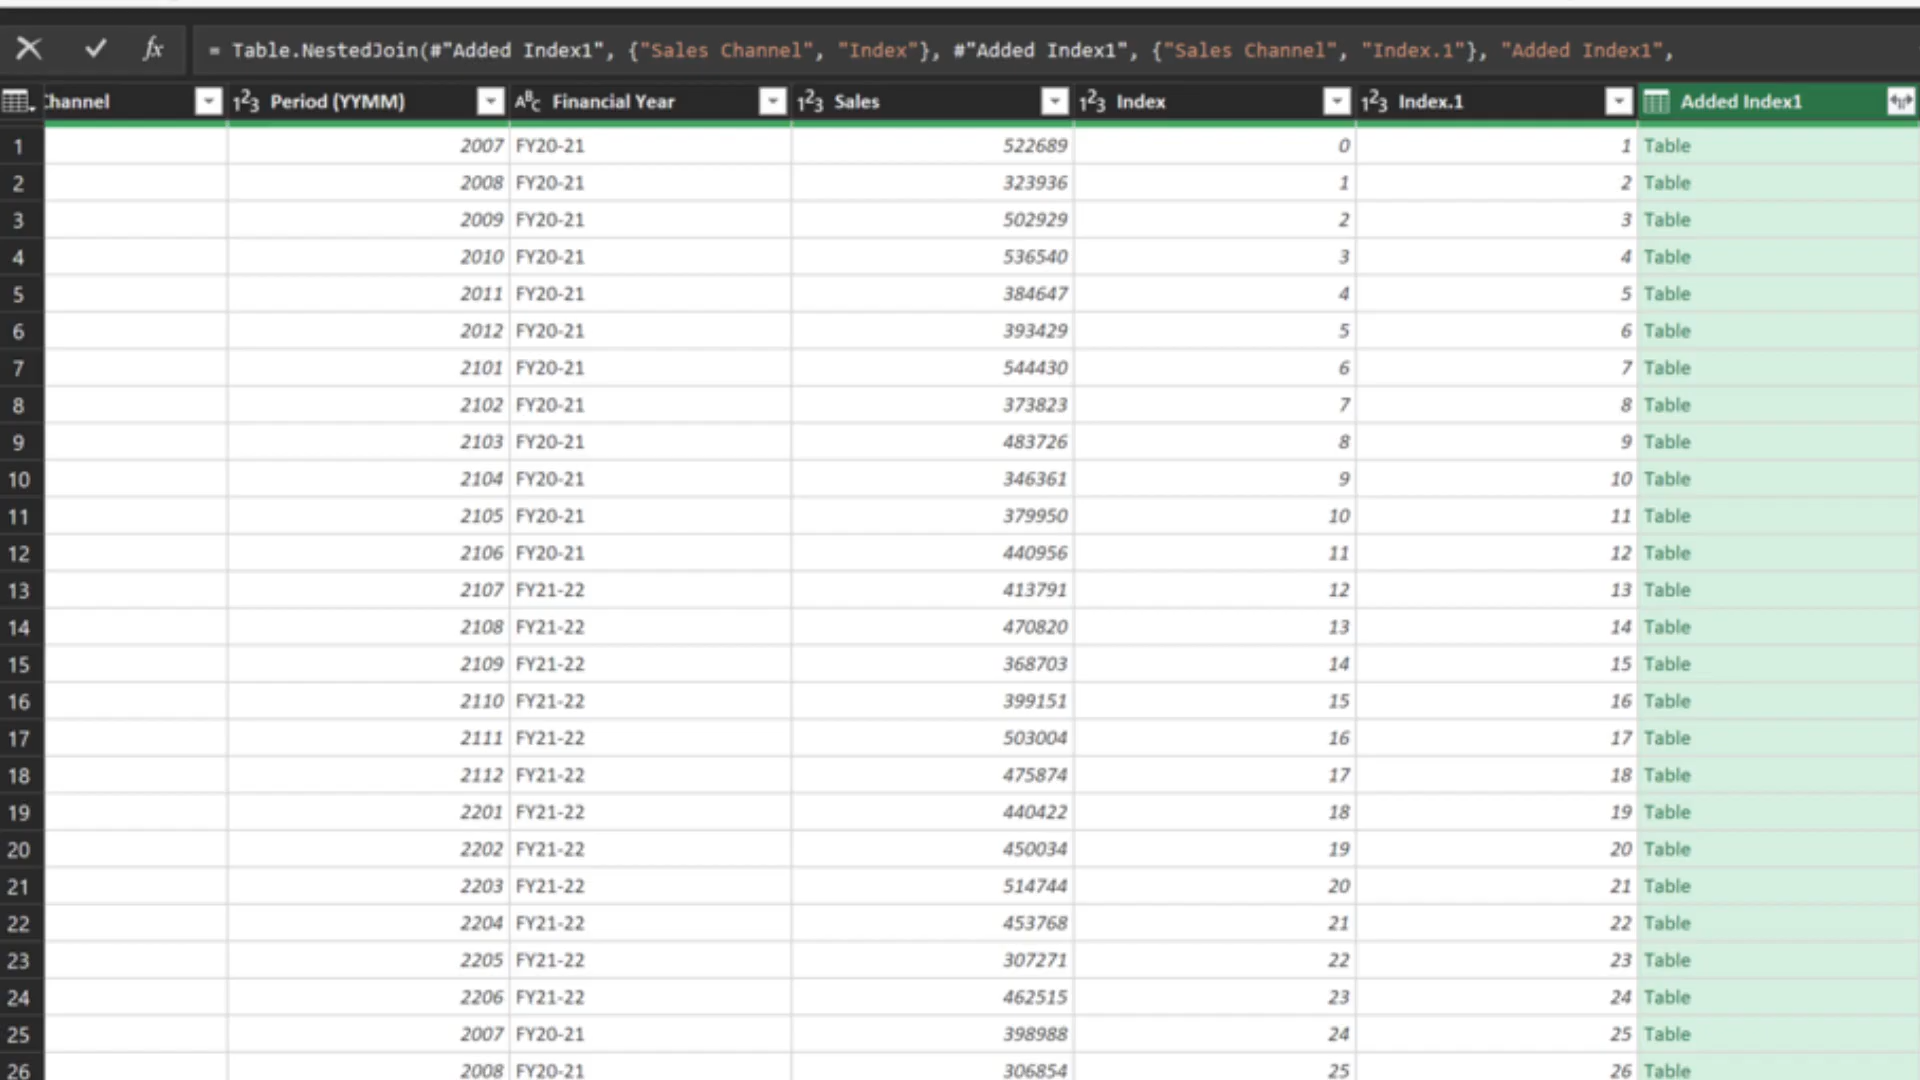 = Table.NestedJoin(#"Added Index1", {"Sales Channel", "Index"}, #"Added Index1", {"Sales Channel", "Index.1"}, "Added Index1",
Channel 123 Period (YYMM) ABC Financial Year 123 Sales 123 Index 123 Index.1 Added Index1
1 2007 FY20-21 522689 0 1 Table
2 2008 FY20-21 323936 1 2 Table
3 2009 FY20-21 502929 2 3 Table
4 2010 FY20-21 536540 3 4 Table
5 2011 FY20-21 384647 4 5 Table
6 2012 FY20-21 393429 5 6 Table
7 2101 FY20-21 544430 6 7 Table
8 2102 FY20-21 373823 7 8 Table
9 2103 FY20-21 483726 8 9 Table
10 2104 FY20-21 346361 9 10 Table
11 2105 FY20-21 379950 10 11 Table
12 2106 FY20-21 440956 11 12 Table
13 2107 FY21-22 413791 12 13 Table
14 2108 FY21-22 470820 13 14 Table
15 2109 FY21-22 368703 14 15 Table
16 2110 FY21-22 399151 15 16 Table
17 2111 FY21-22 503004 16 17 Table
18 2112 FY21-22 475874 17 18 Table
19 2201 FY21-22 440422 18 19 Table
20 2202 FY21-22 450034 19 20 Table
21 2203 FY21-22 514744 20 21 Table
22 2204 FY21-22 453768 21 22 Table
23 2205 FY21-22 307271 22 23 Table
24 2206 FY21-22 462515 23 24 Table
25 2007 FY20-21 398988 24 25 Table
26 2008 FY20-21 306854 25 26 Table